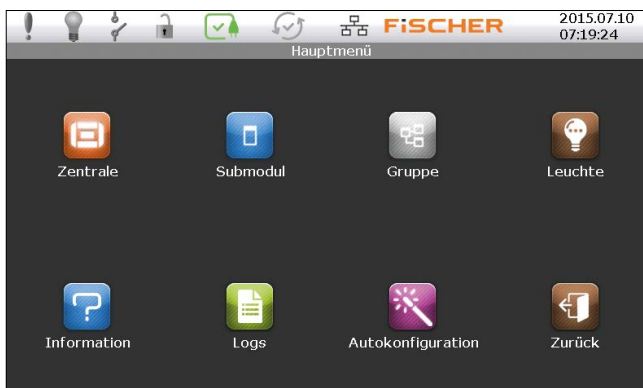 FiSCHER
2015.07.10
07:19:24
Hauptmenü
Zentrale
Submodul
Gruppe
Leuchte
Information
Logs
Autokonfiguration
Zurück